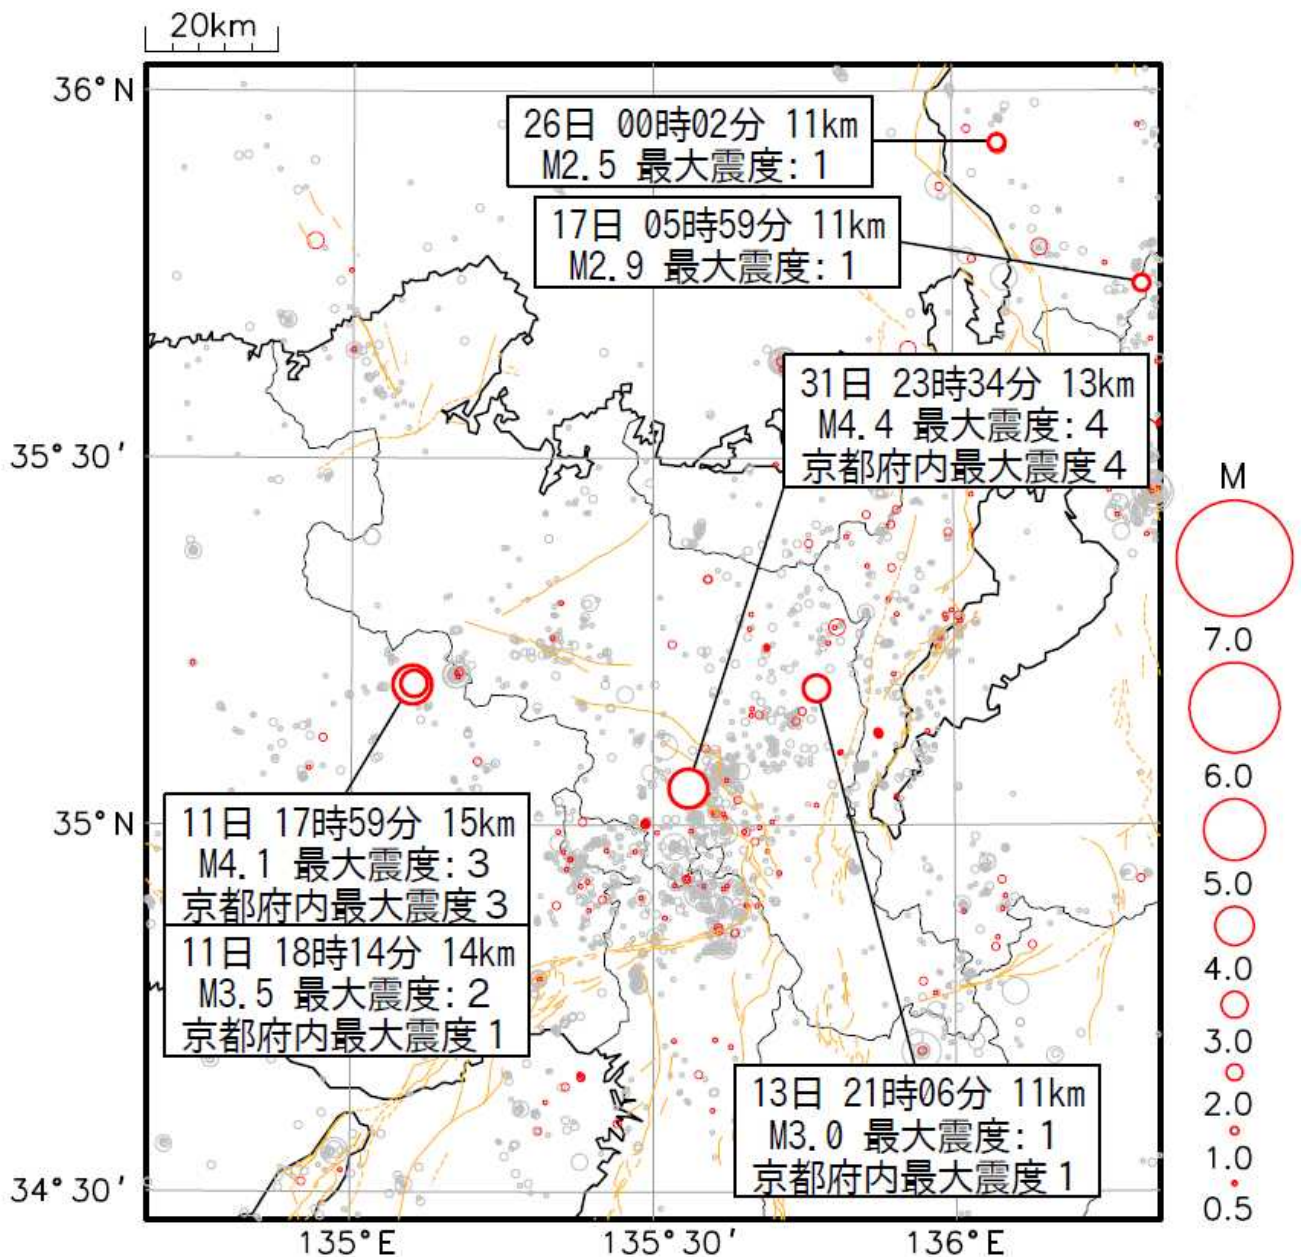 20km
36°N
26日 00時02分 11km
M2.5 最大震度:1
17日 05時59分 11km
M2.9 最大震度:1
31日 23時34分 13km
M4.4 最大震度:4
京都府内最大震度4
35°30′
M
7.0
6.0
5.0
4.0
3.0
2.0
1.0
0.5
35°N
11日 17時59分 15km
M4.1 最大震度:3
京都府内最大震度3
11日 18時14分 14km
M3.5 最大震度:2
京都府内最大震度1
13日 21時06分 11km
M3.0 最大震度:1
京都府内最大震度1
34°30′
135°E
135°30′
136°E